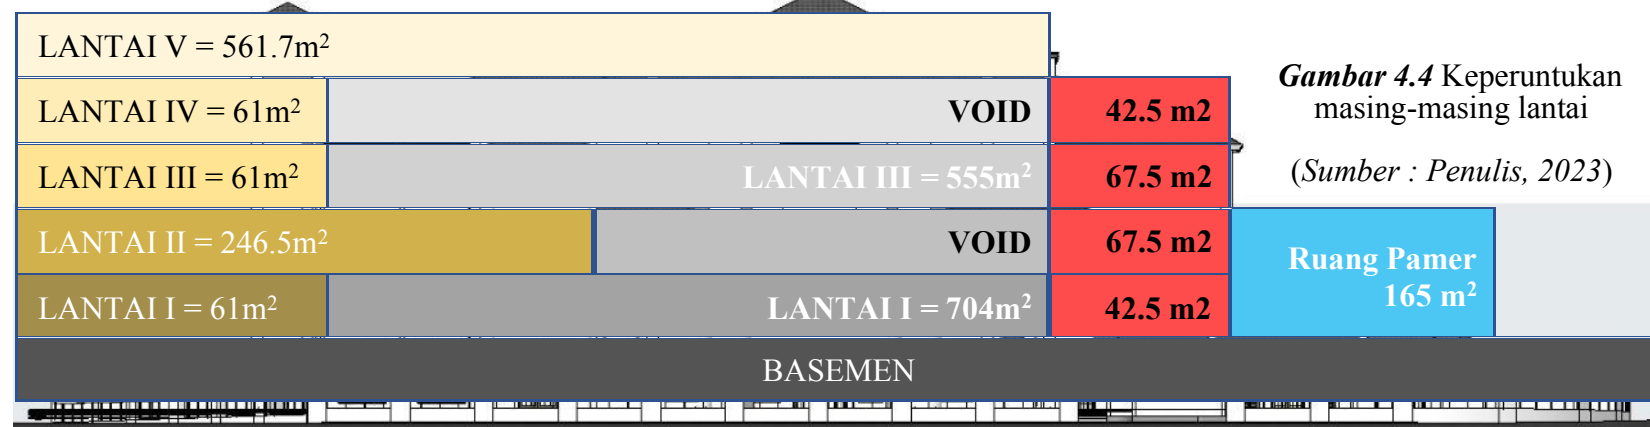 LANTAI V = 561.7m²
LANTAI IV = 61m² VOID 42.5 m2
LANTAI III = 61m² LANTAI III = 555m² 67.5 m2
LANTAI II = 246.5m² VOID 67.5 m2
LANTAI I = 61m² LANTAI I = 704m² 42.5 m2
Ruang Pamer
165 m²
BASEMEN
Gambar 4.4 Keperuntukan
masing-masing lantai
(Sumber : Penulis, 2023)